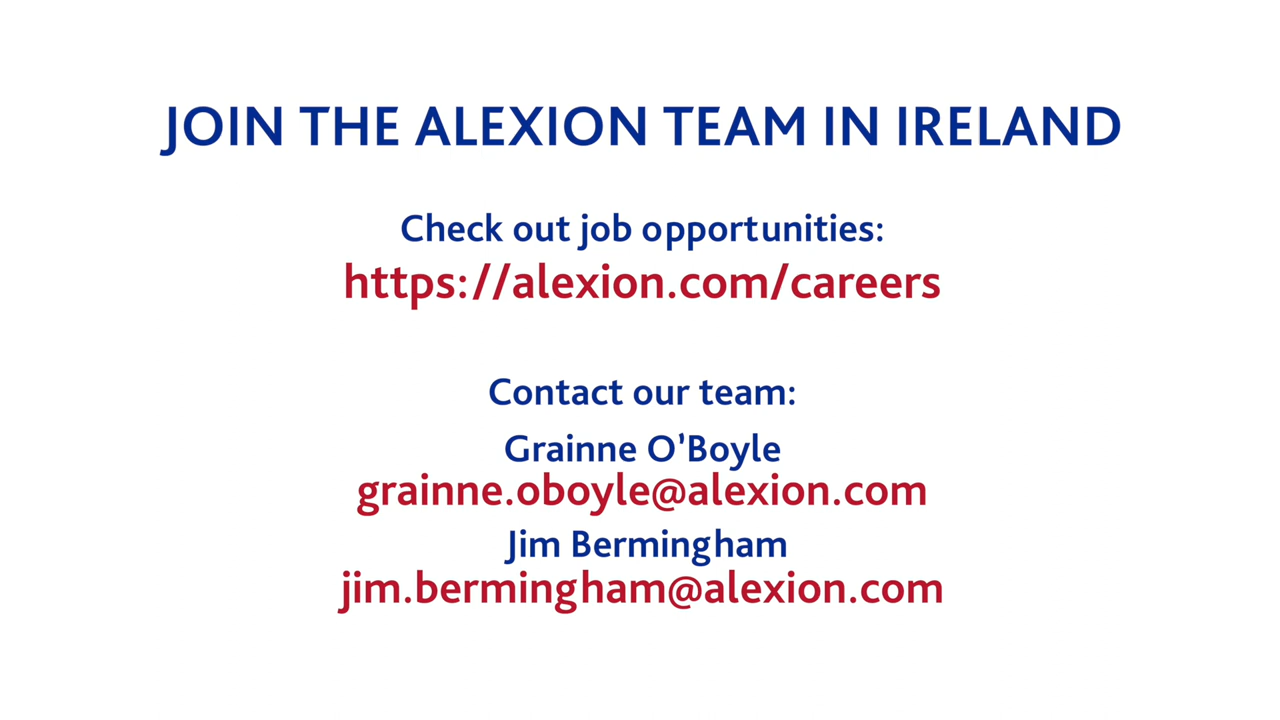 JOIN THE ALEXION TEAM IN IRELAND
Check out job opportunities:
https://alexion.com/careers
Contact our team:
Grainne O'Boyle
grainne.oboyle@alexion.com
Jim Bermingham
jim.bermingham@alexion.com